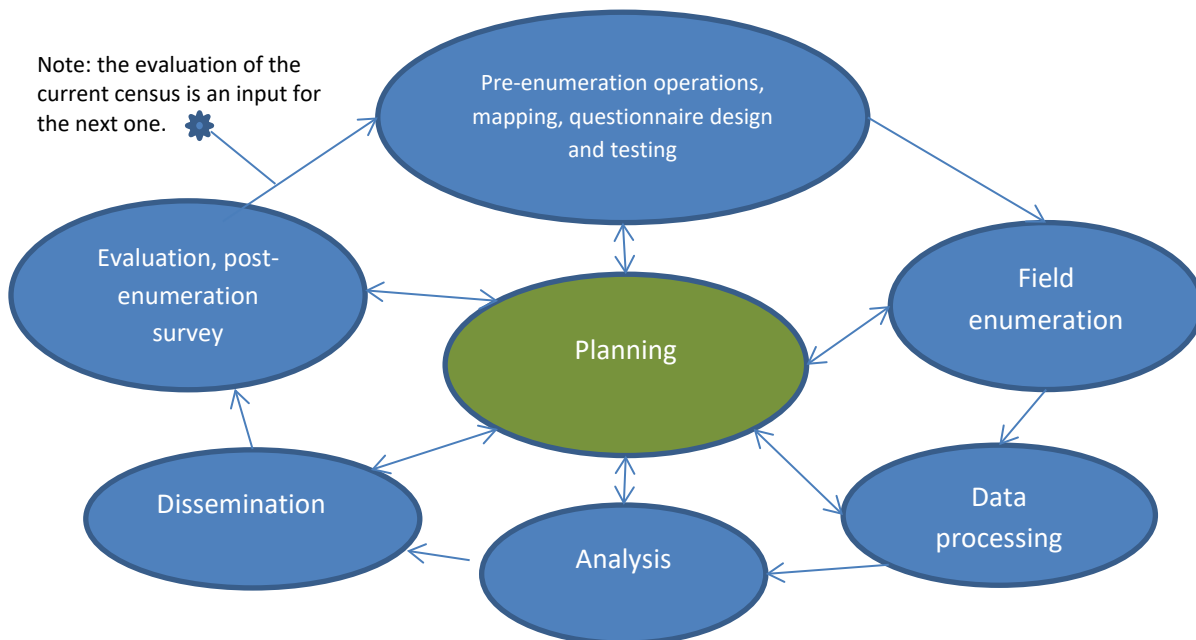 Note: the evaluation of the
current census is an input for
the next one.
Pre-enumeration operations,
mapping, questionnaire design
and testing
Evaluation, post-
enumeration
survey
Field
enumeration
Planning
Dissemination
Data
processing
Analysis